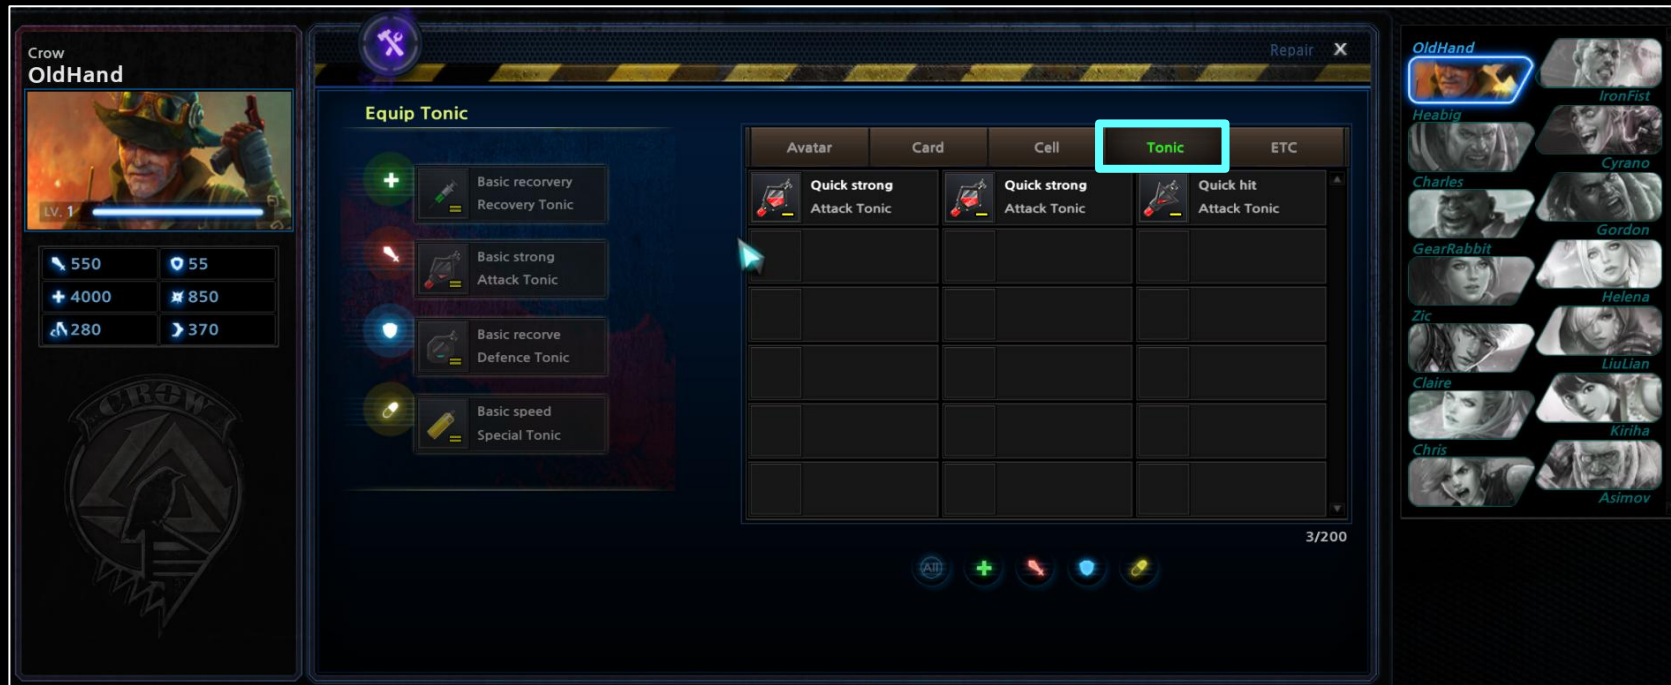 Crow
OldHand
LV. 1
550
55
4000
850
280
370
CROW
Repair X
Equip Tonic
Basic recorvery
Recovery Tonic
Basic strong
Attack Tonic
Basic recorve
Defence Tonic
Basic speed
Special Tonic
Avatar Card Cell Tonic ETC
Quick strong
Attack Tonic
Quick strong
Attack Tonic
Quick hit
Attack Tonic
3/200
All
OldHand
IronFist
Heabig
Cyrano
Charles
Gordon
GearRabbit
Helena
Zic
LiuLian
Claire
Kiriha
Chris
Asimov